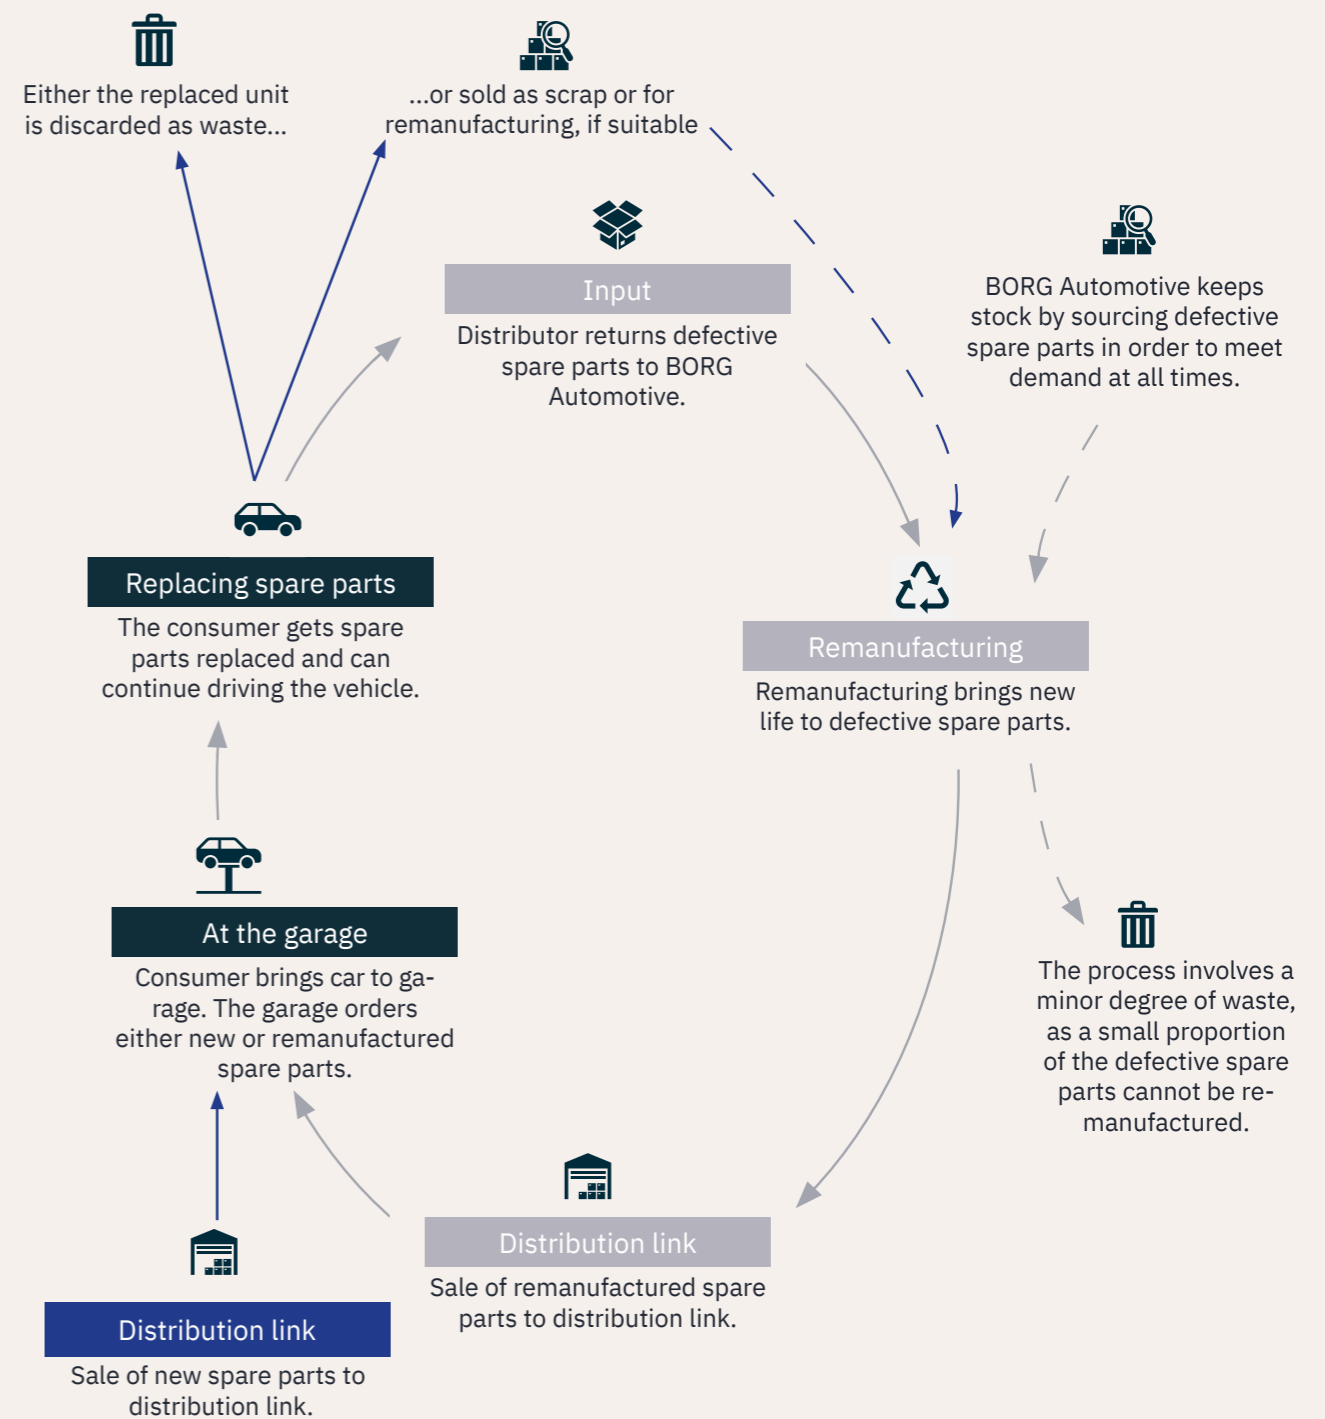 Either the replaced unit
is discarded as waste...
...or sold as scrap or for
remanufacturing, if suitable
Input
Distributor returns defective
spare parts to BORG
Automotive.
BORG Automotive keeps
stock by sourcing defective
spare parts in order to meet
demand at all times.
Replacing spare parts
The consumer gets spare
parts replaced and can
continue driving the vehicle.
Remanufacturing
Remanufacturing brings new
life to defective spare parts.
At the garage
Consumer brings car to ga-
rage. The garage orders
either new or remanufactured
spare parts.
The process involves a
minor degree of waste,
as a small proportion
of the defective spare
parts cannot be re-
manufactured.
Distribution link
Sale of remanufactured spare
parts to distribution link.
Distribution link
Sale of new spare parts to
distribution link.